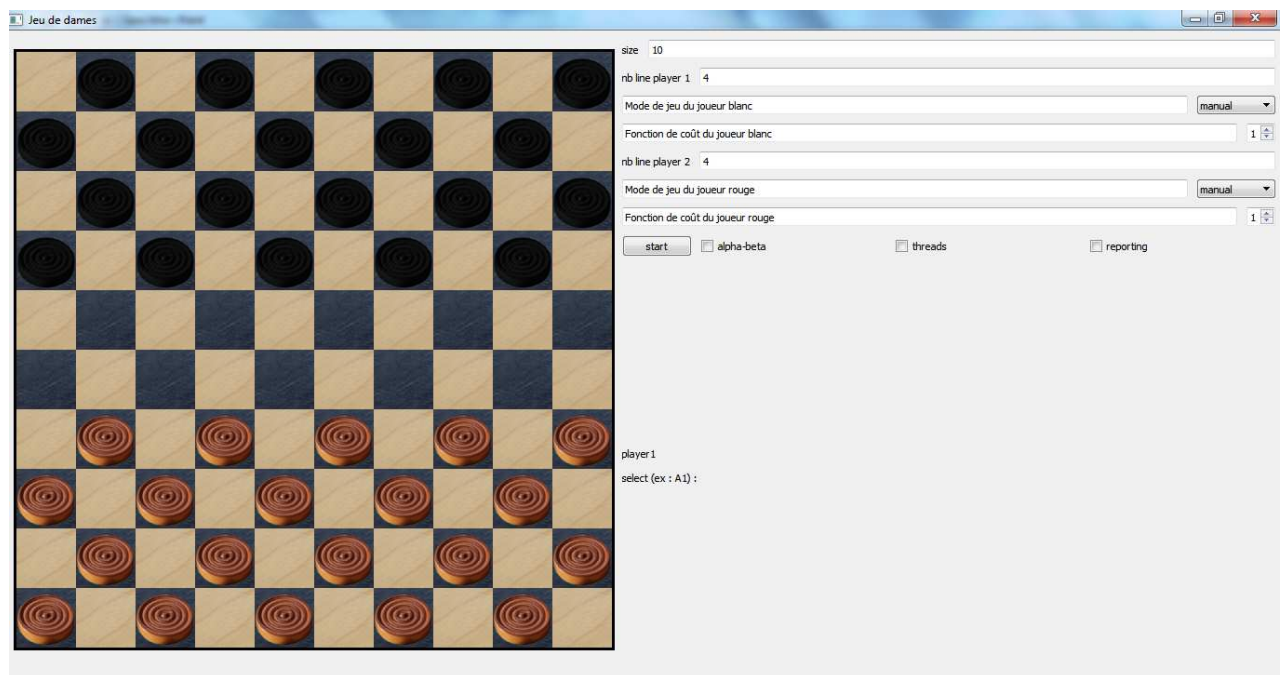 Jeu de dames
size 10
nb line player 1 4
Mode de jeu du joueur blanc manual
Fonction de coût du joueur blanc 1
nb line player 2 4
Mode de jeu du joueur rouge manual
Fonction de coût du joueur rouge 1
start alpha-beta threads reporting
player1
select (ex : A1) :